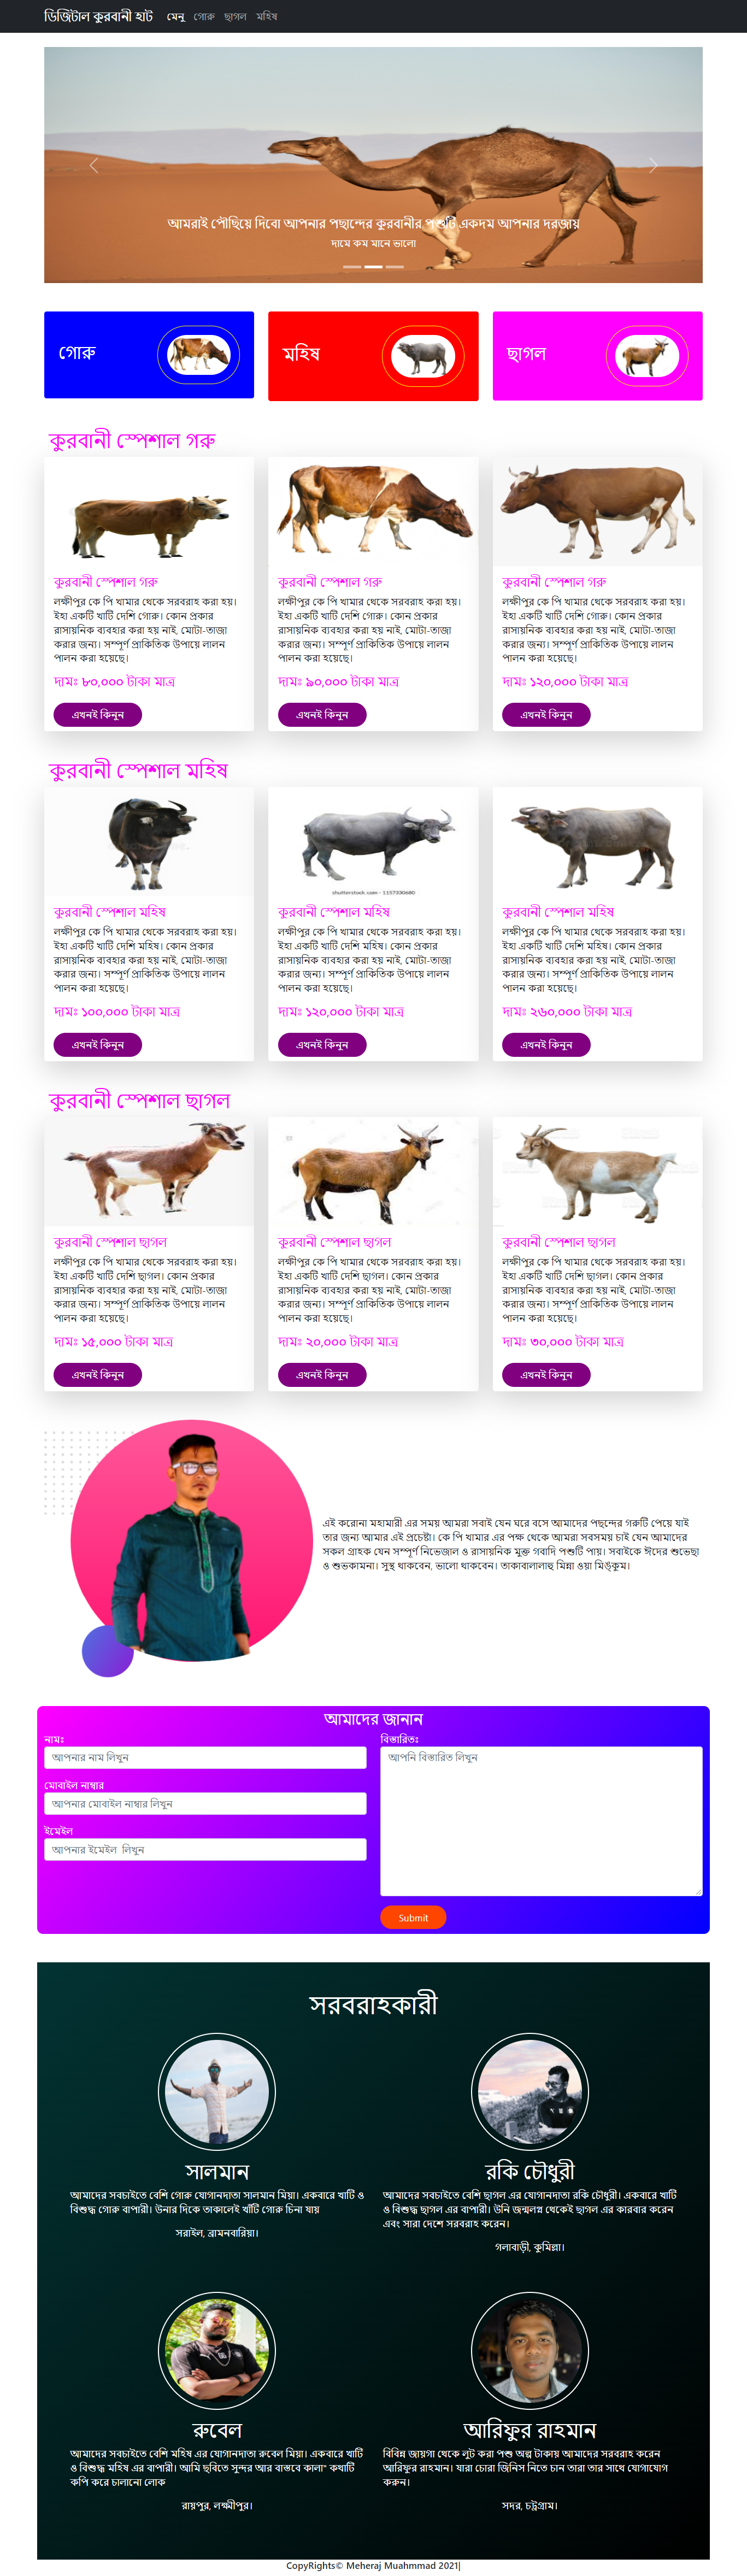 ডিজিটাল কুরবানী হাট মেনু গোরু ছাগল মহিষ
আমরাই পৌছিয়ে দিবো আপনার পছান্দের কুরবানীর পশুটি একদম আপনার দরজায়
দামে কম মানে ভালো
গোরু
মহিষ
ছাগল
কুরবানী স্পেশাল গরু
কুরবানী স্পেশাল গরু
লক্ষীপুর কে পি খামার থেকে সরবরাহ করা হয়।
ইহা একটি খাটি দেশি গোরু। কোন প্রকার
রাসায়নিক ব্যবহার করা হয় নাই, মোটা-তাজা
করার জন্য। সম্পূর্ণ প্রাকিতিক উপায়ে লালন
পালন করা হয়েছে।
দামঃ ৮০,০০০ টাকা মাত্র
এখনই কিনুন
কুরবানী স্পেশাল গরু
লক্ষীপুর কে পি খামার থেকে সরবরাহ করা হয়।
ইহা একটি খাটি দেশি গোরু। কোন প্রকার
রাসায়নিক ব্যবহার করা হয় নাই, মোটা-তাজা
করার জন্য। সম্পূর্ণ প্রাকিতিক উপায়ে লালন
পালন করা হয়েছে।
দামঃ ৯০,০০০ টাকা মাত্র
এখনই কিনুন
কুরবানী স্পেশাল গরু
লক্ষীপুর কে পি খামার থেকে সরবরাহ করা হয়।
ইহা একটি খাটি দেশি গোরু। কোন প্রকার
রাসায়নিক ব্যবহার করা হয় নাই, মোটা-তাজা
করার জন্য। সম্পূর্ণ প্রাকিতিক উপায়ে লালন
পালন করা হয়েছে।
দামঃ ১২০,০০০ টাকা মাত্র
এখনই কিনুন
কুরবানী স্পেশাল মহিষ
কুরবানী স্পেশাল মহিষ
লক্ষীপুর কে পি খামার থেকে সরবরাহ করা হয়।
ইহা একটি খাটি দেশি মহিষ। কোন প্রকার
রাসায়নিক ব্যবহার করা হয় নাই, মোটা-তাজা
করার জন্য। সম্পূর্ণ প্রাকিতিক উপায়ে লালন
পালন করা হয়েছে।
দামঃ ১০০,০০০ টাকা মাত্র
এখনই কিনুন
shutterstock.com · 1157330680
কুরবানী স্পেশাল মহিষ
লক্ষীপুর কে পি খামার থেকে সরবরাহ করা হয়।
ইহা একটি খাটি দেশি মহিষ। কোন প্রকার
রাসায়নিক ব্যবহার করা হয় নাই, মোটা-তাজা
করার জন্য। সম্পূর্ণ প্রাকিতিক উপায়ে লালন
পালন করা হয়েছে।
দামঃ ১২০,০০০ টাকা মাত্র
এখনই কিনুন
কুরবানী স্পেশাল মহিষ
লক্ষীপুর কে পি খামার থেকে সরবরাহ করা হয়।
ইহা একটি খাটি দেশি মহিষ। কোন প্রকার
রাসায়নিক ব্যবহার করা হয় নাই, মোটা-তাজা
করার জন্য। সম্পূর্ণ প্রাকিতিক উপায়ে লালন
পালন করা হয়েছে।
দামঃ ২৬০,০০০ টাকা মাত্র
এখনই কিনুন
কুরবানী স্পেশাল ছাগল
কুরবানী স্পেশাল ছাগল
লক্ষীপুর কে পি খামার থেকে সরবরাহ করা হয়।
ইহা একটি খাটি দেশি ছাগল। কোন প্রকার
রাসায়নিক ব্যবহার করা হয় নাই, মোটা-তাজা
করার জন্য। সম্পূর্ণ প্রাকিতিক উপায়ে লালন
পালন করা হয়েছে।
দামঃ ১৫,০০০ টাকা মাত্র
এখনই কিনুন
কুরবানী স্পেশাল ছাগল
লক্ষীপুর কে পি খামার থেকে সরবরাহ করা হয়।
ইহা একটি খাটি দেশি ছাগল। কোন প্রকার
রাসায়নিক ব্যবহার করা হয় নাই, মোটা-তাজা
করার জন্য। সম্পূর্ণ প্রাকিতিক উপায়ে লালন
পালন করা হয়েছে।
দামঃ ২০,০০০ টাকা মাত্র
এখনই কিনুন
কুরবানী স্পেশাল ছাগল
লক্ষীপুর কে পি খামার থেকে সরবরাহ করা হয়।
ইহা একটি খাটি দেশি ছাগল। কোন প্রকার
রাসায়নিক ব্যবহার করা হয় নাই, মোটা-তাজা
করার জন্য। সম্পূর্ণ প্রাকিতিক উপায়ে লালন
পালন করা হয়েছে।
দামঃ ৩০,০০০ টাকা মাত্র
এখনই কিনুন
এই করোনা মহামারী এর সময় আমরা সবাই যেন ঘরে বসে আমাদের পছন্দের গরুটি পেয়ে যাই
তার জন্য আমার এই প্রচেষ্টা। কে পি খামার এর পক্ষ থেকে আমরা সবসময় চাই যেন আমাদের
সকল গ্রাহক যেন সম্পূর্ণ নির্ভেজাল ও রাসায়নিক মুক্ত গবাদি পশুটি পায়। সবাইকে ঈদের শুভেচ্ছা
ও শুভকামনা। সুস্থ থাকবেন, ভালো থাকবেন। তাকাবালালাহু মিন্না ওয়া মিঙ্কুম।
আমাদের জানান
নামঃ
আপনার নাম লিখুন
মোবাইল নাম্বার
আপনার মোবাইল নাম্বার লিখুন
ইমেইল
আপনার ইমেইল লিখুন
বিস্তারিতঃ
আপনি বিস্তারিত লিখুন
Submit
সরবরাহকারী
সালমান
আমাদের সবচাইতে বেশি গোরু যোগানদাতা সালমান মিয়া। একবারে খাটি ও
বিশুদ্ধ গোরু বাপারী। উনার দিকে তাকালেই খাঁটি গোরু চিনা যায়
সরাইল, ব্রামনবারিয়া।
রকি চৌধুরী
আমাদের সবচাইতে বেশি ছাগল এর যোগানদাতা রকি চৌধুরী। একবারে খাটি
ও বিশুদ্ধ ছাগল এর বাপারী। উনি জন্মলগ্ন থেকেই ছাগল এর কারবার করেন
এবং সারা দেশে সরবরাহ করেন।
গলাবাড়ী, কুমিল্লা।
রুবেল
আমাদের সবচাইতে বেশি মহিষ এর যোগানদাতা রুবেল মিয়া। একবারে খাটি
ও বিশুদ্ধ মহিষ এর বাপারী। আমি ছবিতে সুন্দর আর বাস্তবে কালা" কথাটি
কপি করে চালানো লোক
রায়পুর, লক্ষ্মীপুর।
আরিফুর রাহমান
বিবিন্ন জায়গা থেকে লুট করা পশু অল্প টাকায় আমাদের সরবরাহ করেন
আরিফুর রাহমান। যারা চোরা জিনিস নিতে চান তারা তার সাথে যোগাযোগ
করুন।
সদর, চট্রগ্রাম।
CopyRights© Meheraj Muahmmad 2021|